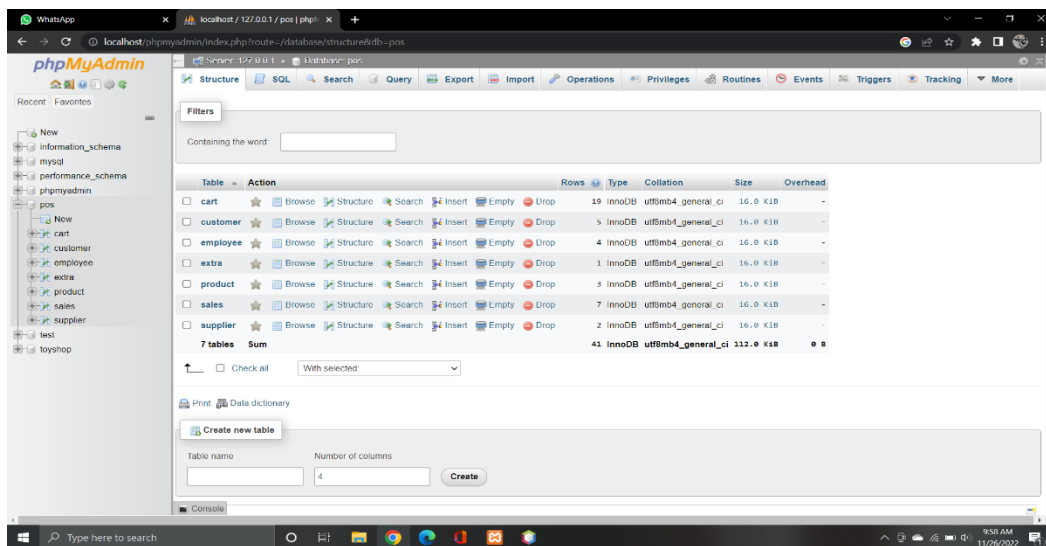 WhatsApp
localhost / 127.0.0.1 / pos | phpM
localhost/phpmyadmin/index.php?route=/database/structure&db=pos
phpMyAdmin
Recent Favorites
New
information_schema
mysql
performance_schema
phpmyadmin
pos
New
cart
customer
employee
extra
product
sales
supplier
test
toyshop
Server: 127.0.0.1 » Database: pos
Structure SQL Search Query Export Import Operations Privileges Routines Events Triggers Tracking More
Filters
Containing the word:
Table Action Rows Type Collation Size Overhead
cart Browse Structure Search Insert Empty Drop 19 InnoDB utf8mb4_general_ci 16.0 KiB -
customer Browse Structure Search Insert Empty Drop 5 InnoDB utf8mb4_general_ci 16.0 KiB -
employee Browse Structure Search Insert Empty Drop 4 InnoDB utf8mb4_general_ci 16.0 KiB -
extra Browse Structure Search Insert Empty Drop 1 InnoDB utf8mb4_general_ci 16.0 KiB -
product Browse Structure Search Insert Empty Drop 3 InnoDB utf8mb4_general_ci 16.0 KiB -
sales Browse Structure Search Insert Empty Drop 7 InnoDB utf8mb4_general_ci 16.0 KiB -
supplier Browse Structure Search Insert Empty Drop 2 InnoDB utf8mb4_general_ci 16.0 KiB -
7 tables Sum 41 InnoDB utf8mb4_general_ci 112.0 KiB 0 B
Check all With selected:
Print Data dictionary
Create new table
Table name Number of columns
4 Create
Console
Type here to search
9:58 AM
11/26/2022